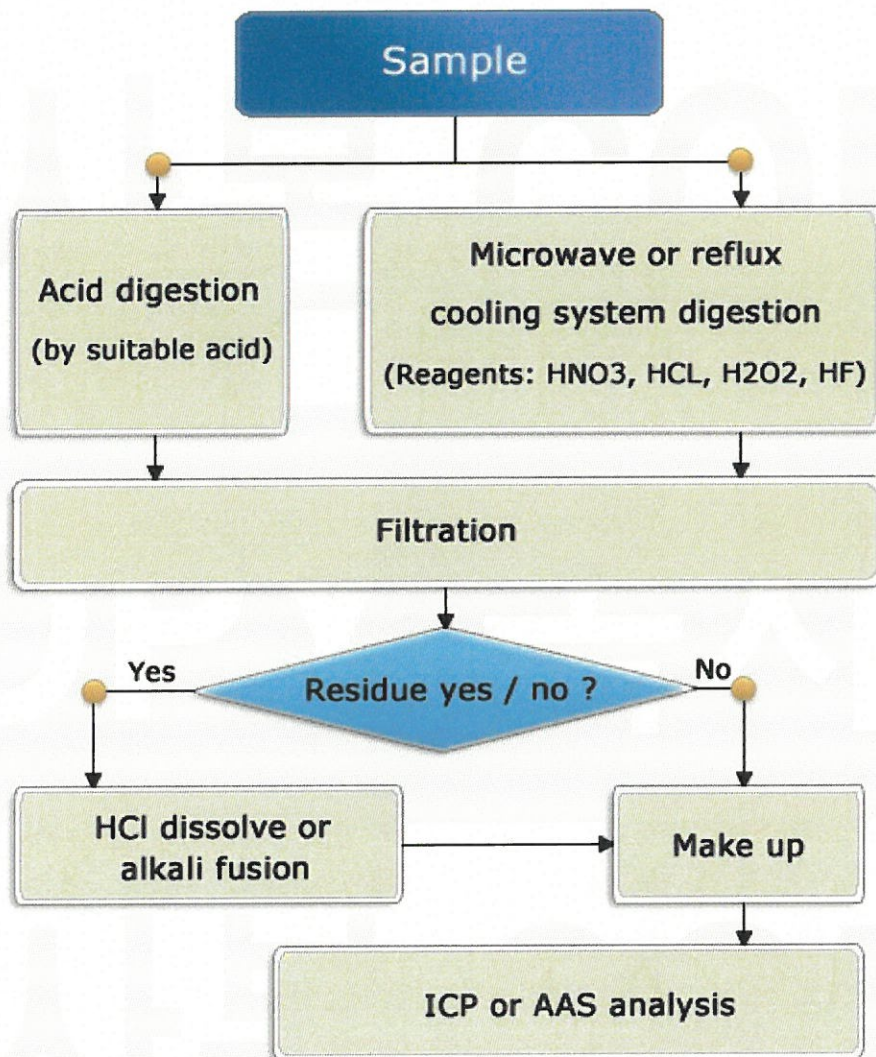 Sample
Acid digestion
(by suitable acid)
Microwave or reflux
cooling system digestion
(Reagents: HNO3, HCL, H2O2, HF)
Filtration
Residue yes / no ?
Yes
No
HCl dissolve or
alkali fusion
Make up
ICP or AAS analysis